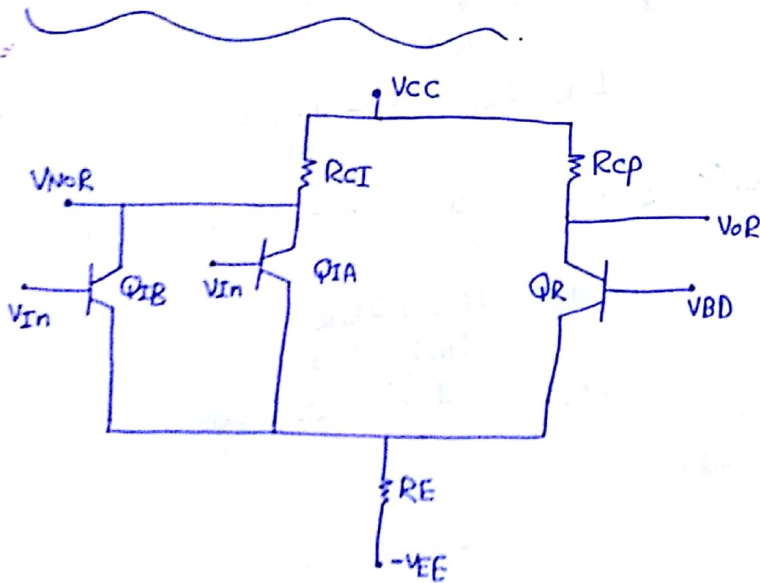 VCC
RCI
RCP
VNOR
VOR
QIB
VIn
QIA
QR
VIn
VBD
RE
-VEE